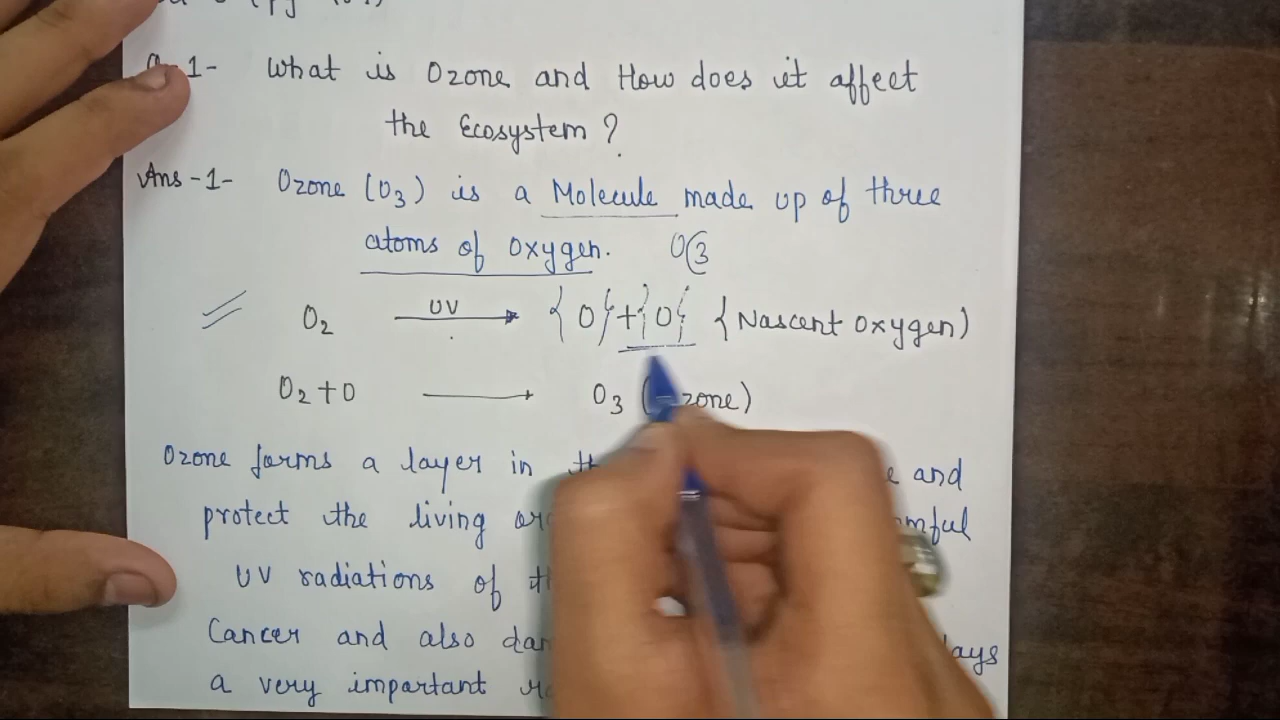 Q-1- What is Ozone and How does it affect
the Ecosystem?
Ans-1- Ozone (O3) is a Molecule made up of three
atoms of oxygen. O3
O2 UV {O}+{O} {Nascent oxygen)
O2+O O3 (Ozone)
Ozone forms a layer in and
protect the living
UV radiations of
Cancer and also
a very important